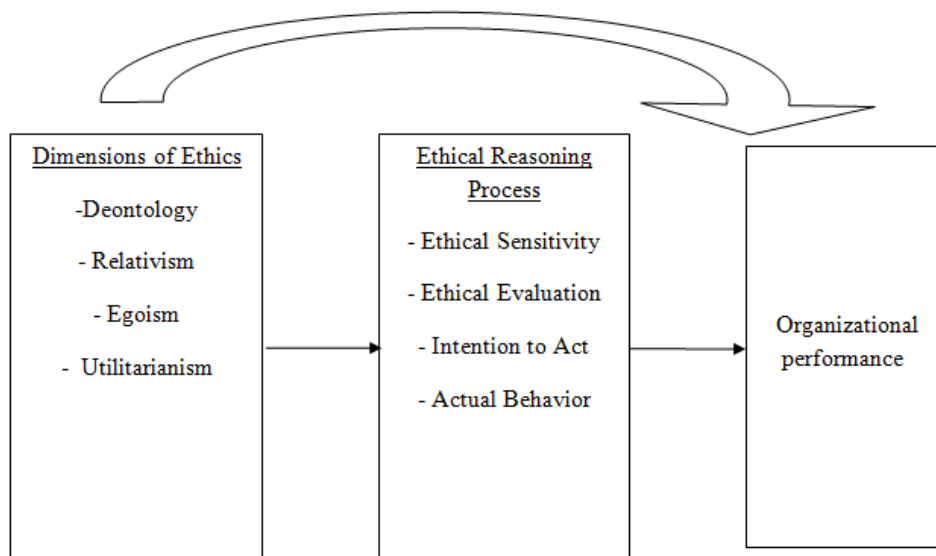 Dimensions of Ethics
-Deontology
- Relativism
- Egoism
- Utilitarianism
Ethical Reasoning
Process
- Ethical Sensitivity
- Ethical Evaluation
- Intention to Act
- Actual Behavior
Organizational
performance